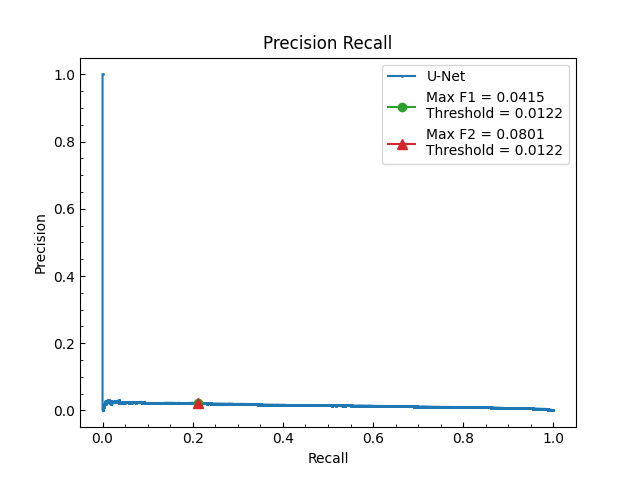 Precision Recall
U-Net
Max F1 = 0.0415
Threshold = 0.0122
Max F2 = 0.0801
Threshold = 0.0122
Precision
1.0
0.8
0.6
0.4
0.2
0.0
0.0 0.2 0.4 0.6 0.8 1.0
Recall